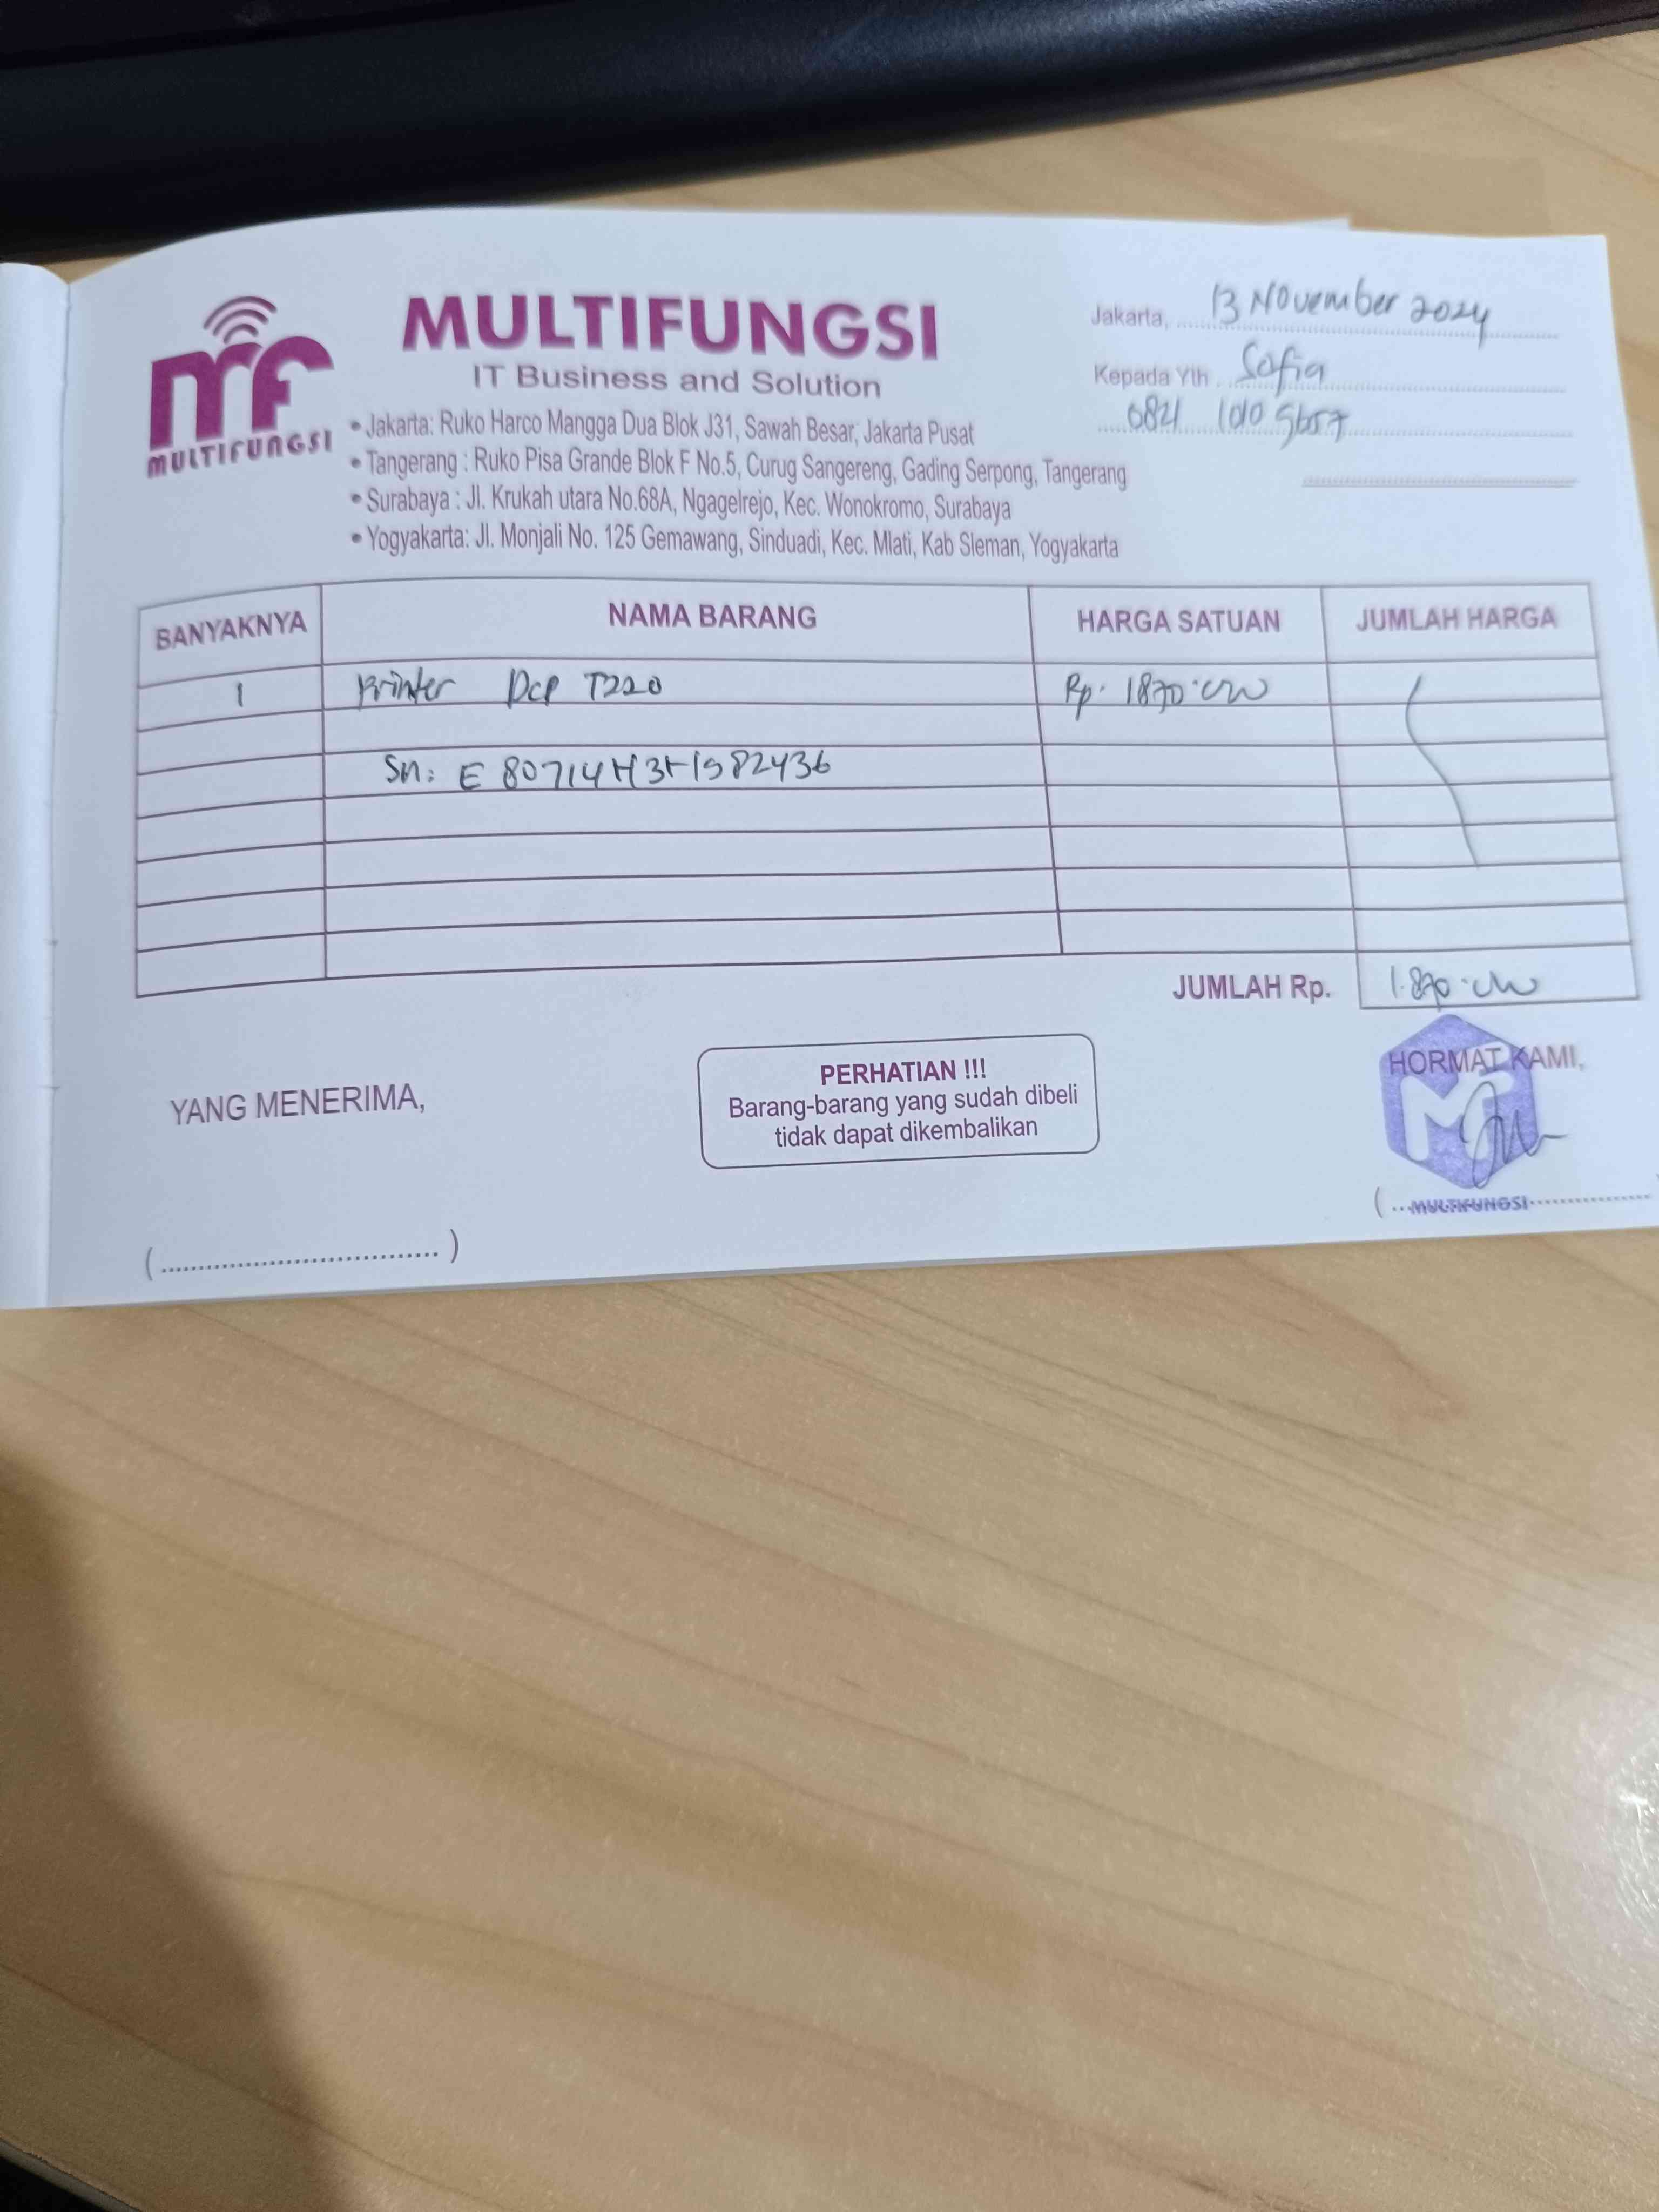 MULTIFUNGSI
MULTIFUNGSI
IT Business and Solution
• Jakarta: Ruko Harco Mangga Dua Blok J31, Sawah Besar, Jakarta Pusat
• Tangerang : Ruko Pisa Grande Blok F No.5, Curug Sangereng, Gading Serpong, Tangerang
• Surabaya : Jl. Krukah utara No.68A, Ngagelrejo, Kec. Wonokromo, Surabaya
• Yogyakarta: Jl. Monjali No. 125 Gemawang, Sinduadi, Kec. Mlati, Kab Sleman, Yogyakarta
Jakarta, 13 November 2024
Kepada Yth. Sofia
0821 1010 5657
BANYAKNYA NAMA BARANG HARGA SATUAN JUMLAH HARGA
1 Printer Dcp T220 Rp. 1870.000
Sn: E 80714H3H982436
JUMLAH Rp. 1.870.000
YANG MENERIMA,
PERHATIAN !!!
Barang-barang yang sudah dibeli
tidak dapat dikembalikan
HORMAT KAMI,
MULTIFUNGSI